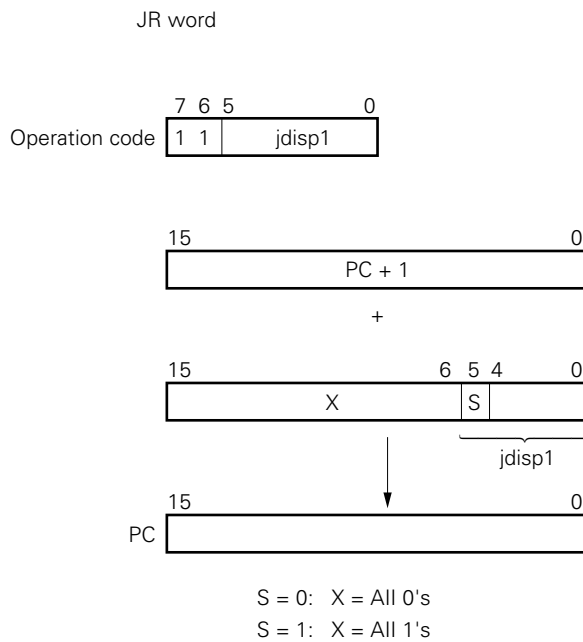 JR word
7 6 5 0
Operation code 1 1 jdisp1
15 0
PC + 1
+
15 6 5 4 0
X S
jdisp1
15 0
PC
S = 0: X = All 0's
S = 1: X = All 1's